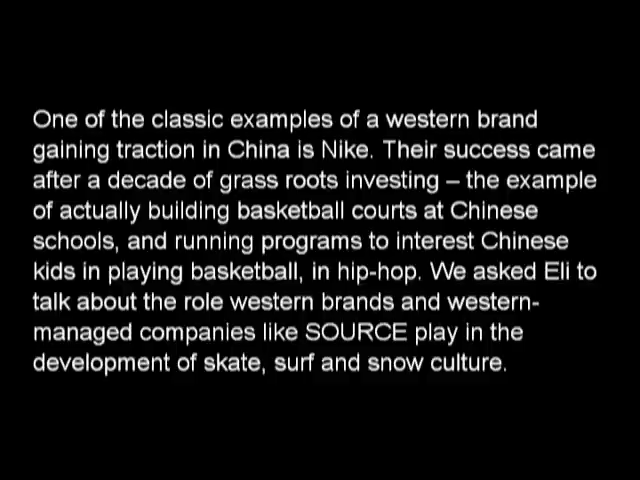 One of the classic examples of a western brand
gaining traction in China is Nike. Their success came
after a decade of grass roots investing – the example
of actually building basketball courts at Chinese
schools, and running programs to interest Chinese
kids in playing basketball, in hip-hop. We asked Eli to
talk about the role western brands and western-
managed companies like SOURCE play in the
development of skate, surf and snow culture.